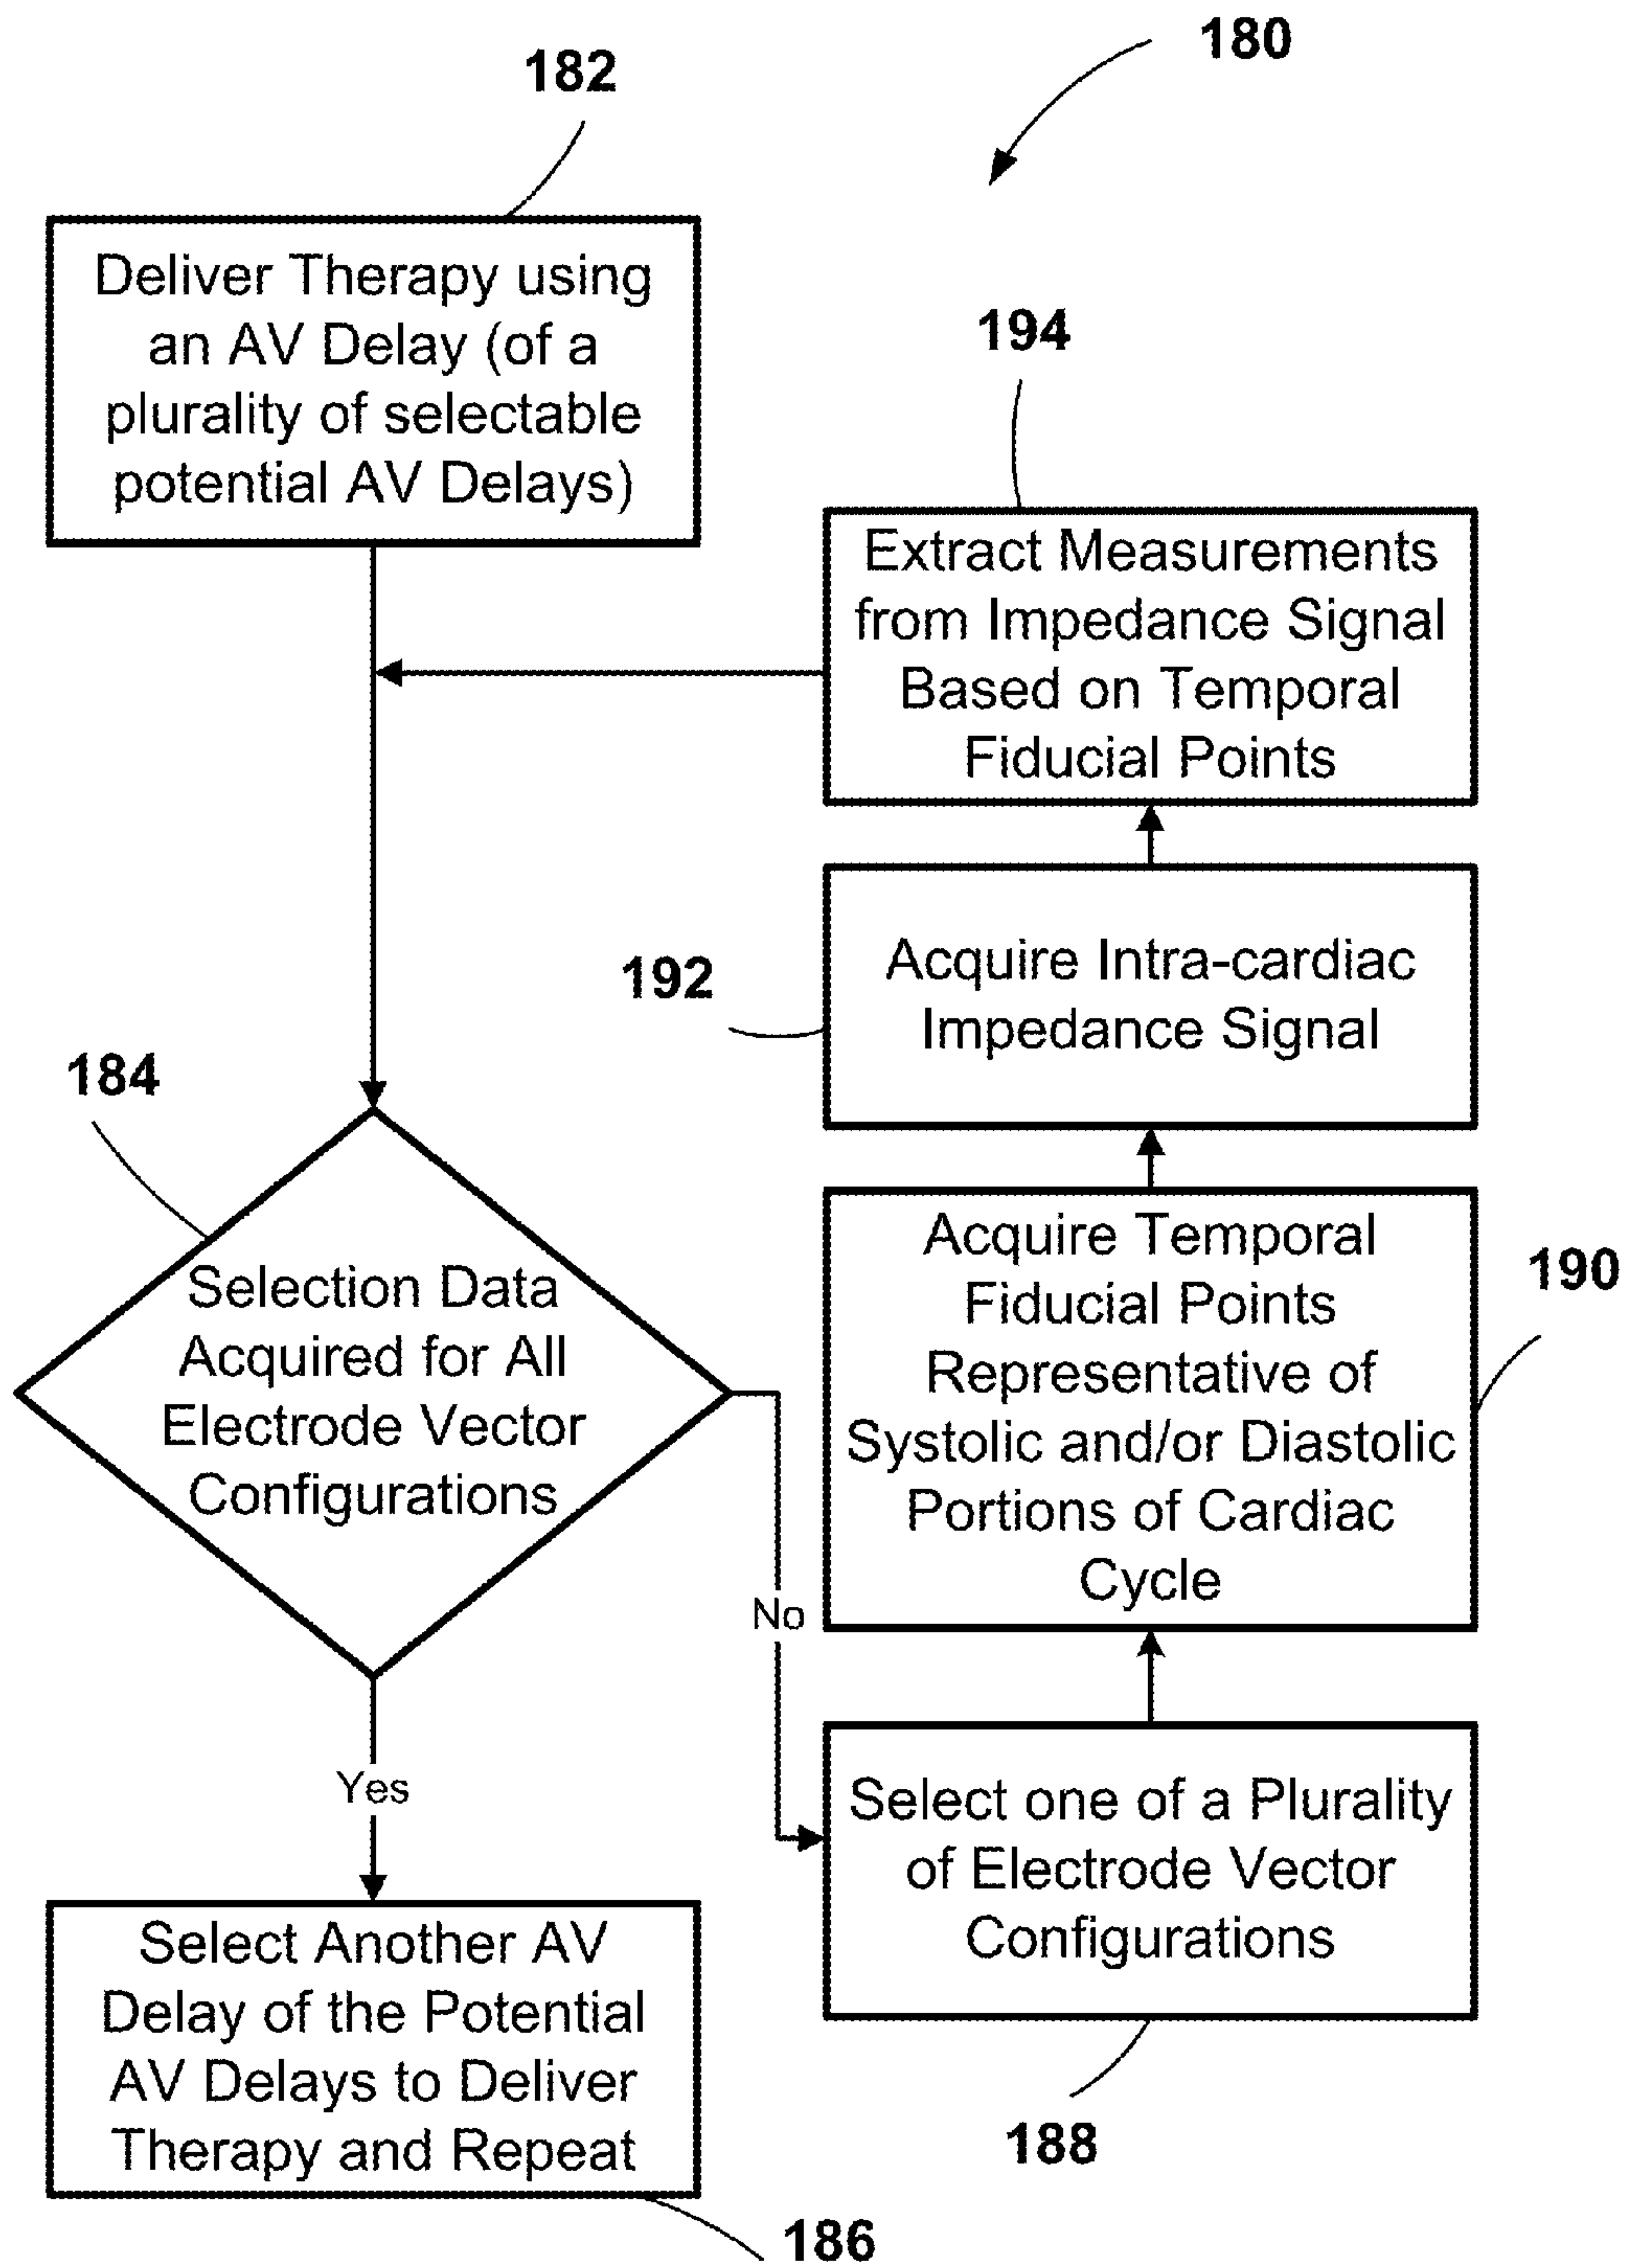 180
182
Deliver Therapy using
an AV Delay (of a
plurality of selectable
potential AV Delays)
194
Extract Measurements
from Impedance Signal
Based on Temporal
Fiducial Points
192
Acquire Intra-cardiac
Impedance Signal
184
Selection Data
Acquired for All
Electrode Vector
Configurations
190
Acquire Temporal
Fiducial Points
Representative of
Systolic and/or Diastolic
Portions of Cardiac
Cycle
No
Yes
Select one of a Plurality
of Electrode Vector
Configurations
188
Select Another AV
Delay of the Potential
AV Delays to Deliver
Therapy and Repeat
186